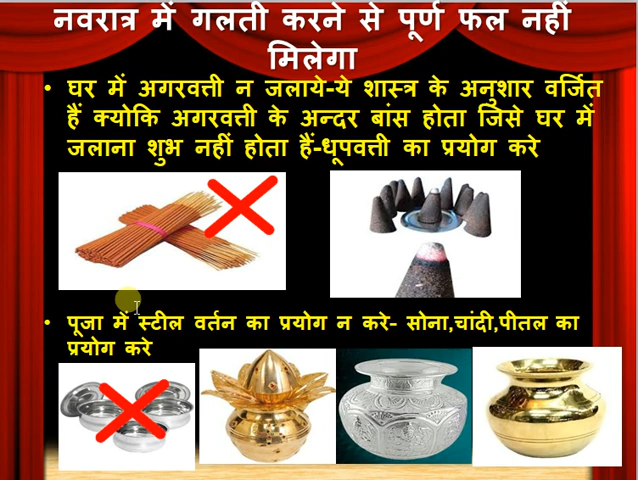 नवरात्र में गलती करने से पूर्ण फल नहीं
मिलेगा
• घर में अगरवत्ती न जलाये-ये शास्त्र के अनुशार वर्जित
हैं क्योकि अगरवत्ती के अन्दर बांस होता जिसे घर में
जलाना शुभ नहीं होता हैं-धूपवत्ती का प्रयोग करे
• पूजा में स्टील वर्तन का प्रयोग न करे- सोना,चांदी,पीतल का
प्रयोग करे